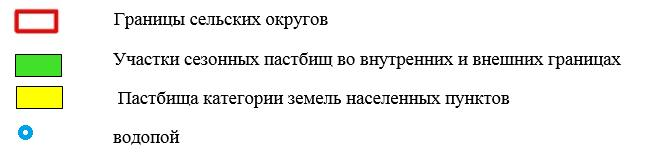 Границы сельских округов
Участки сезонных пастбищ во внутренних и внешних границах
Пастбища категории земель населенных пунктов
водопой